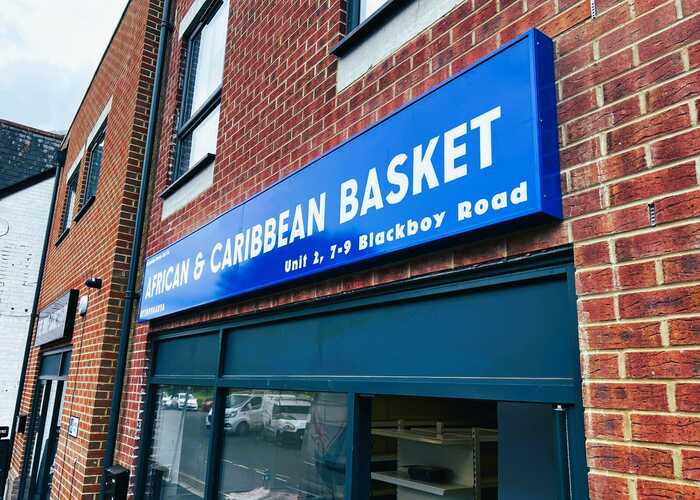 AFRICAN & CARIBBEAN BASKET
Unit 2, 7-9 Blackboy Road